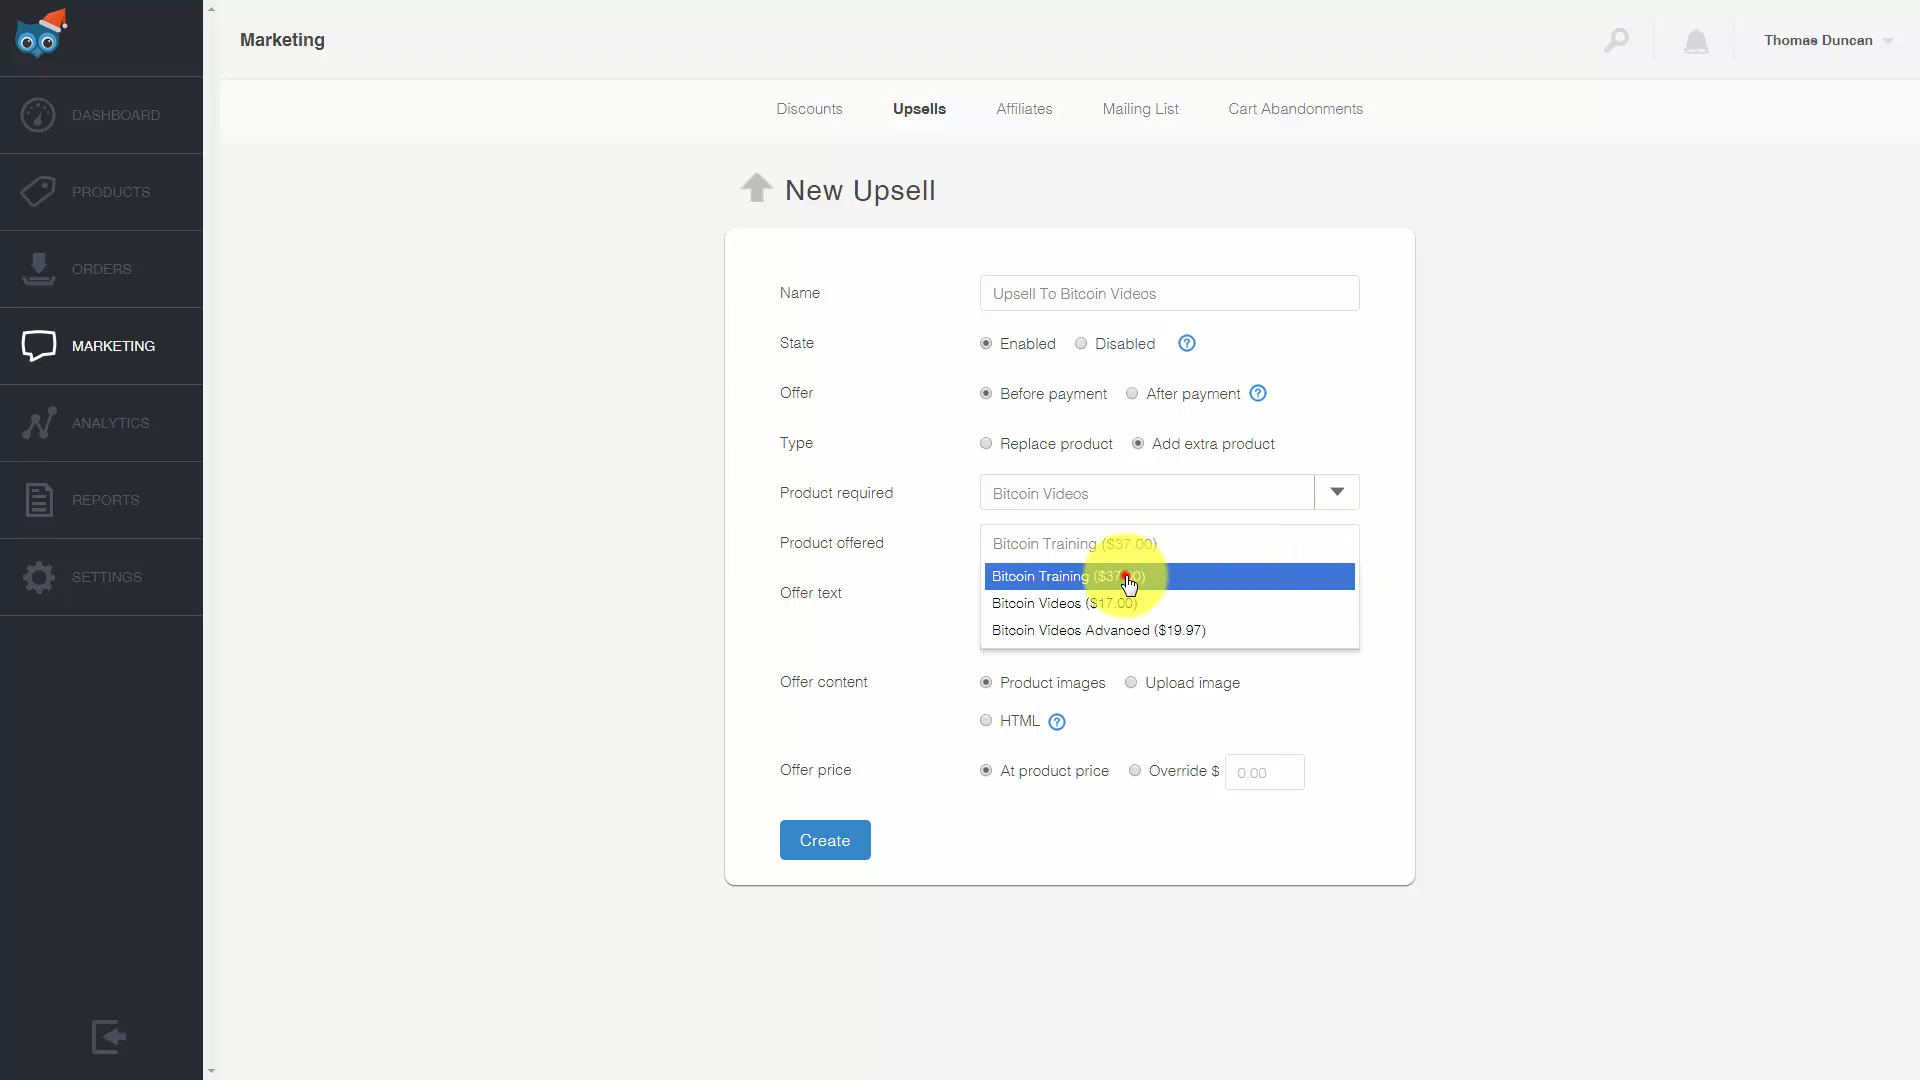 Marketing
Thomas Duncan
DASHBOARD
PRODUCTS
ORDERS
MARKETING
ANALYTICS
REPORTS
SETTINGS
Discounts
Upsells
Affiliates
Mailing List
Cart Abandonments
New Upsell
Name
Upsell To Bitcoin Videos
State
Enabled
Disabled
?
Offer
Before payment
After payment
?
Type
Replace product
Add extra product
Product required
Bitcoin Videos
Product offered
Bitcoin Training ($37.00)
Bitcoin Training ($37.00)
Bitcoin Videos ($17.00)
Bitcoin Videos Advanced ($19.97)
Offer text
Offer content
Product images
Upload image
HTML
?
Offer price
At product price
Override $
0.00
Create